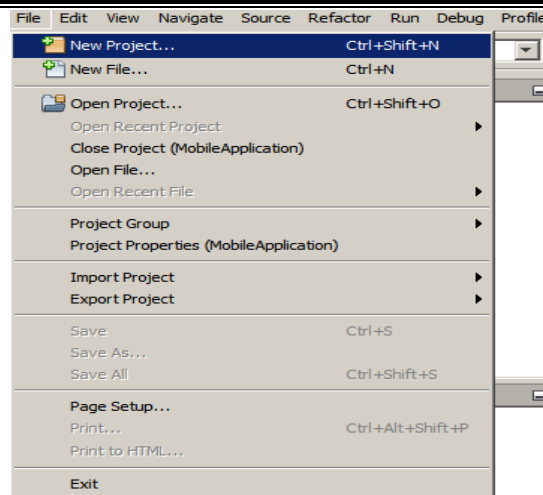 File Edit View Navigate Source Refactor Run Debug Profile
New Project... Ctrl+Shift+N
New File... Ctrl+N
Open Project... Ctrl+Shift+O
Open Recent Project
Close Project (MobileApplication)
Open File...
Open Recent File
Project Group
Project Properties (MobileApplication)
Import Project
Export Project
Save Ctrl+S
Save As...
Save All Ctrl+Shift+S
Page Setup...
Print... Ctrl+Alt+Shift+P
Print to HTML...
Exit